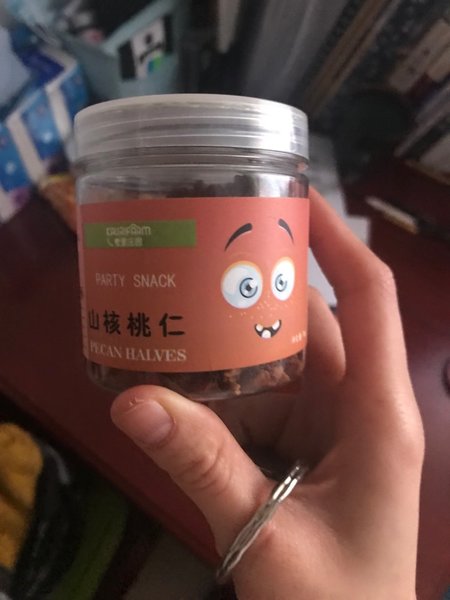 PARTY SNACK
山核桃仁
PECAN HALVES